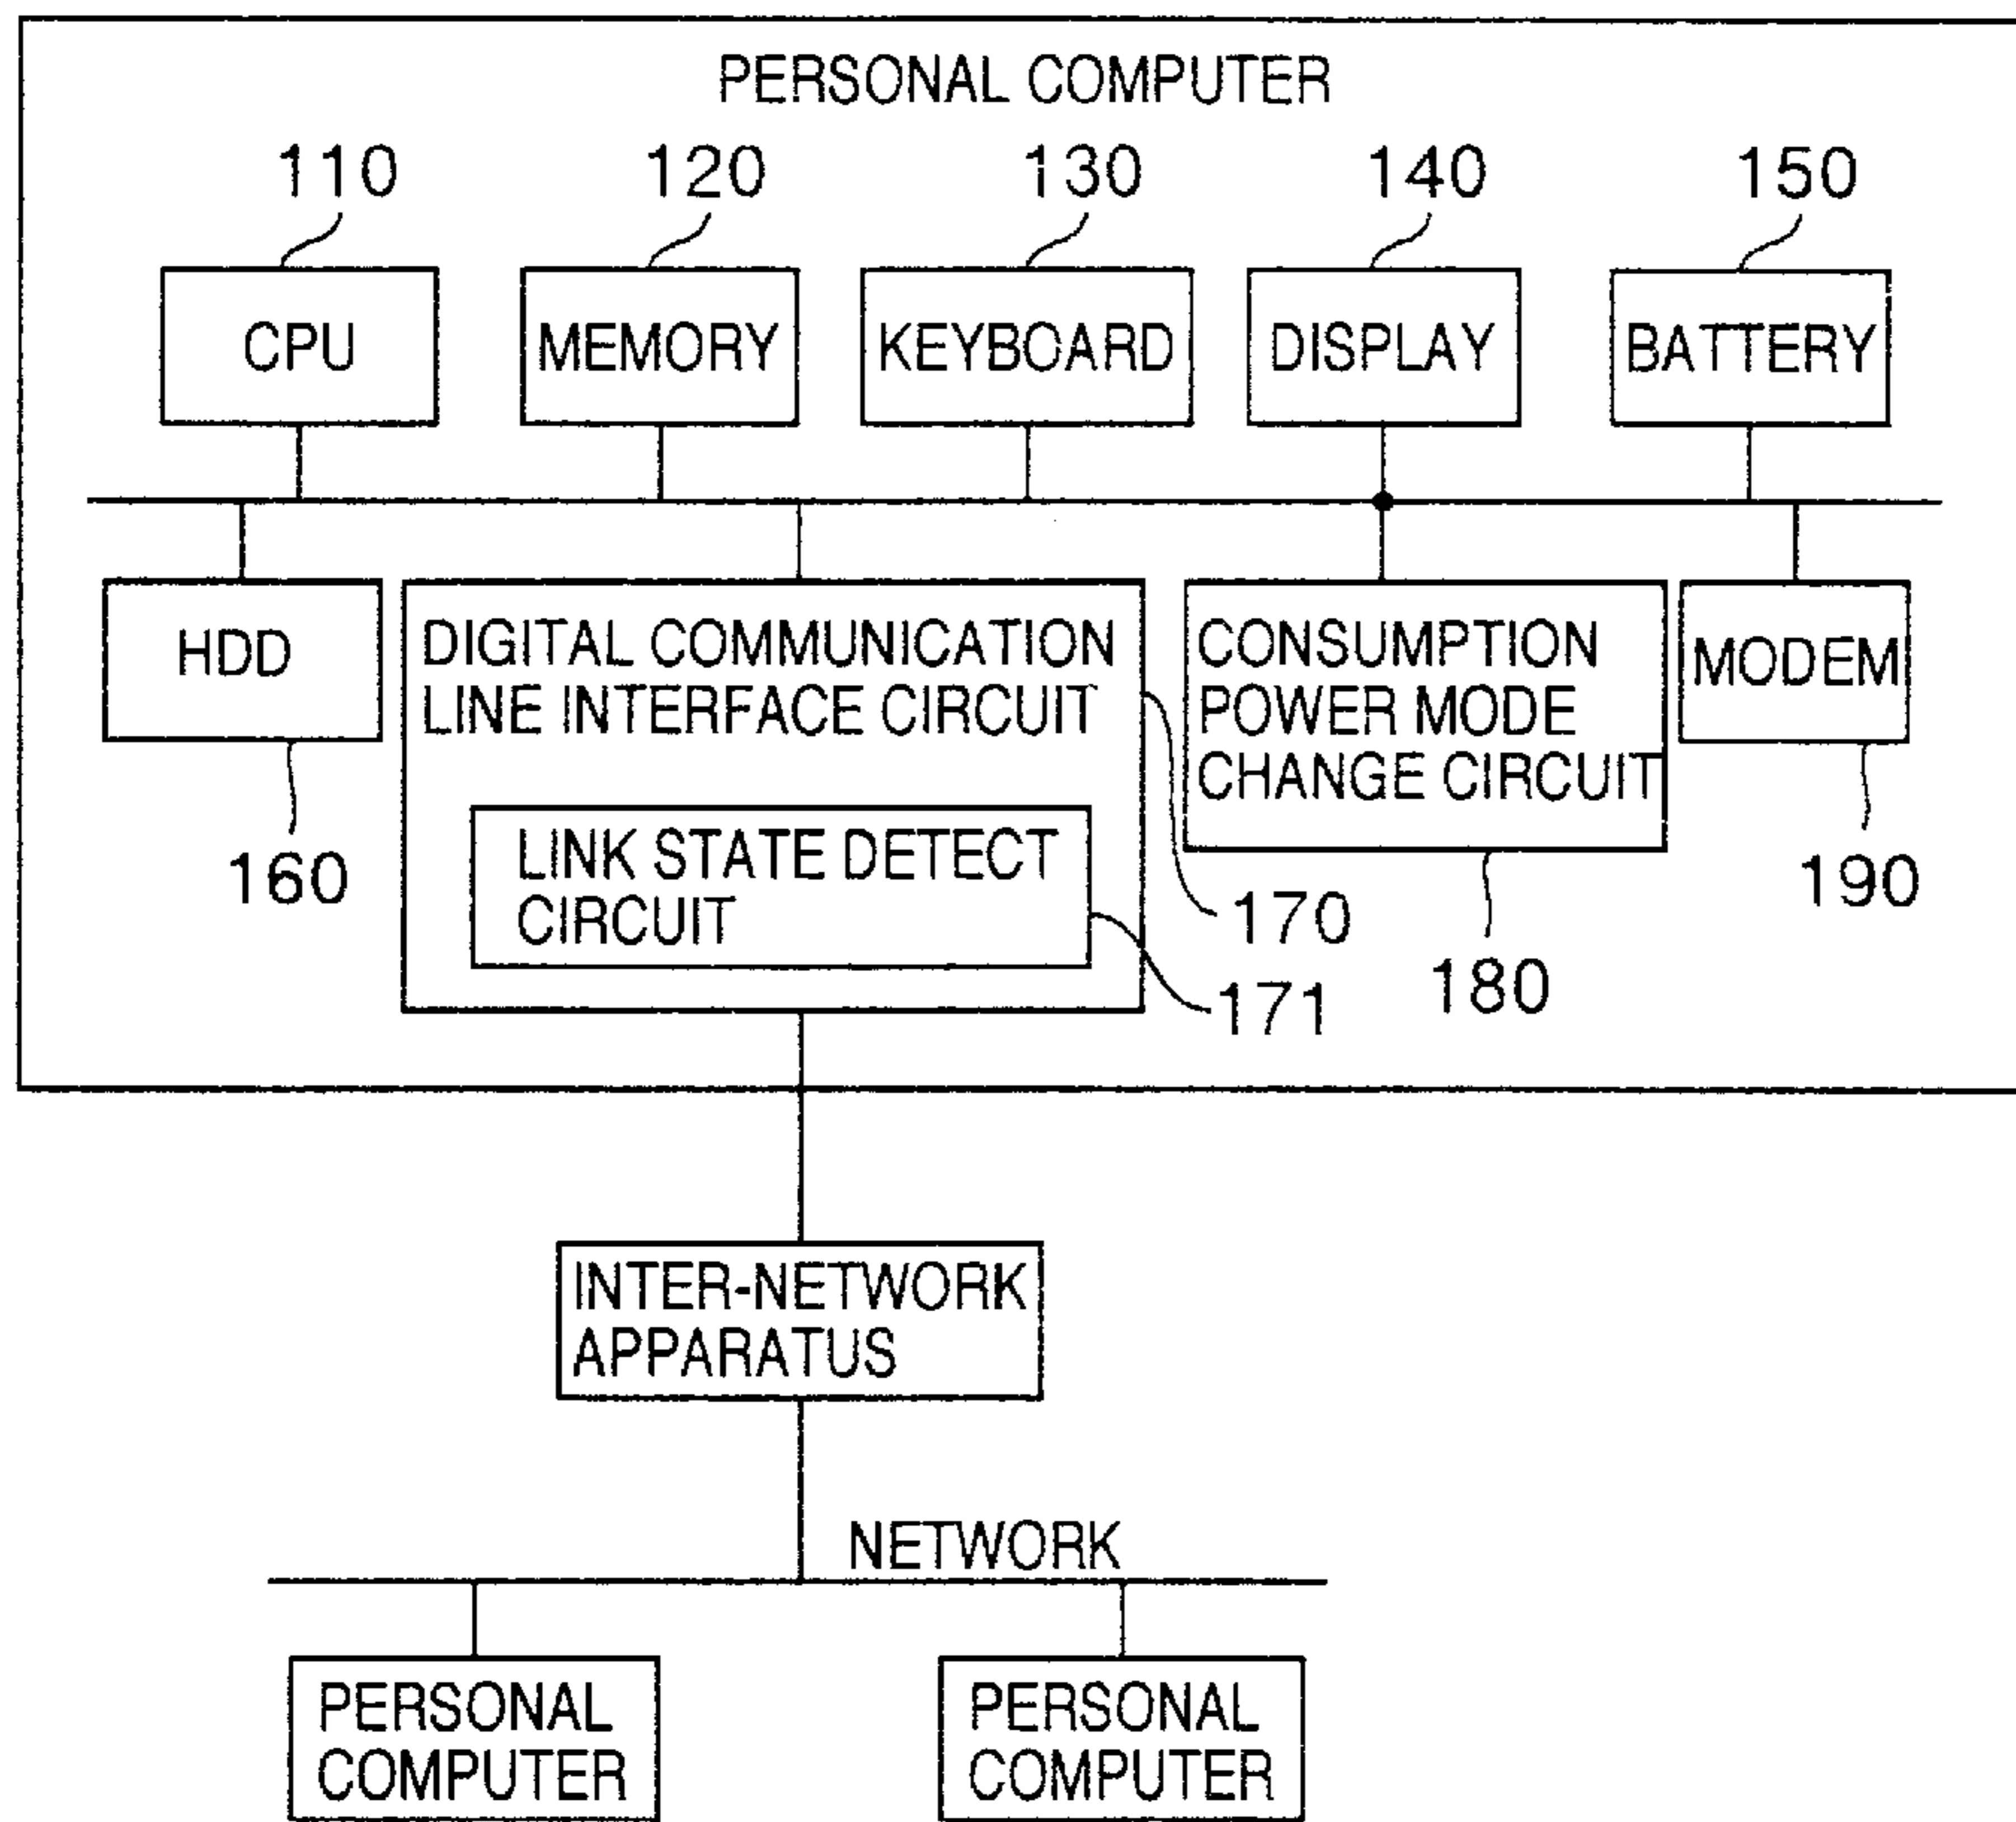 PERSONAL COMPUTER
110 120 130 140 150
CPU MEMORY KEYBOARD DISPLAY BATTERY
HDD
160
DIGITAL COMMUNICATION
LINE INTERFACE CIRCUIT
LINK STATE DETECT
CIRCUIT
170
171
CONSUMPTION
POWER MODE
CHANGE CIRCUIT
180
MODEM
190
INTER-NETWORK
APPARATUS
NETWORK
PERSONAL
COMPUTER
PERSONAL
COMPUTER